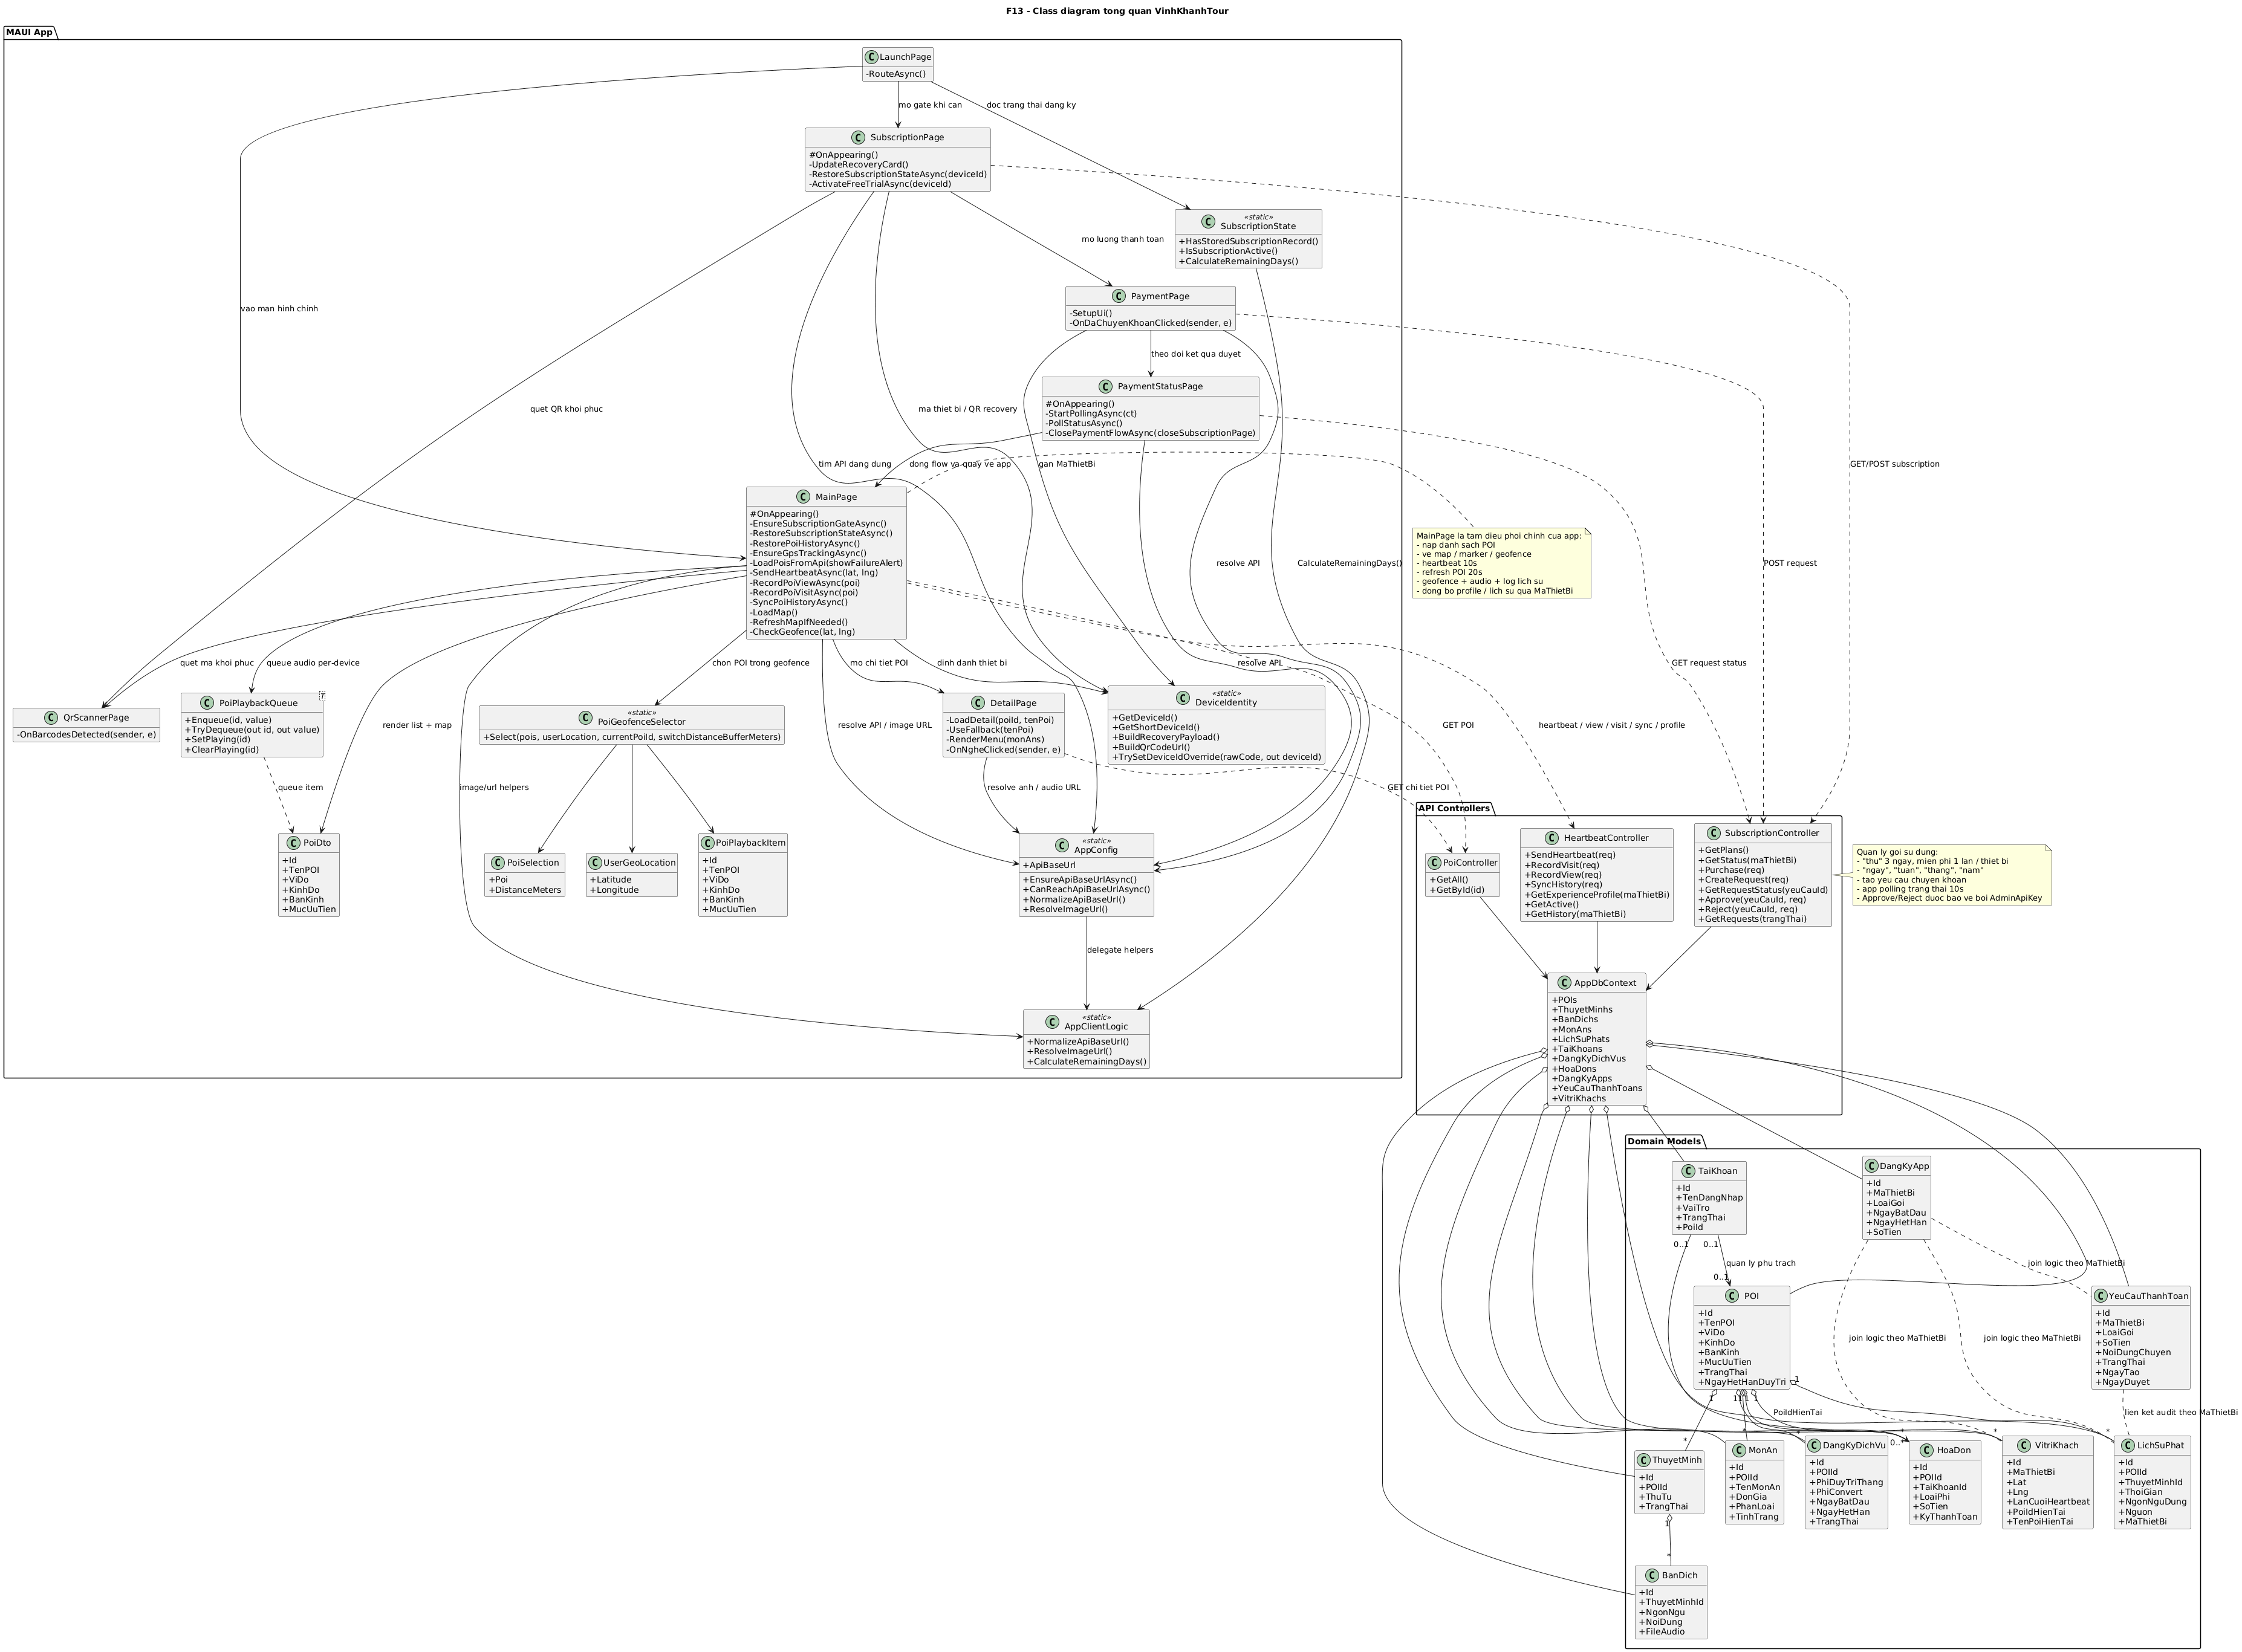 F13 - Class diagram tong quan VinhKhanhTour
MAUI App
LaunchPage
-RouteAsync()
mo gate khi can
doc trang thai dang ky
SubscriptionPage
#OnAppearing()
-UpdateRecoveryCard()
-RestoreSubscriptionStateAsync(deviceId)
-ActivateFreeTrialAsync(deviceId)
«static»
SubscriptionState
+HasStoredSubscriptionRecord()
+IsSubscriptionActive()
+CalculateRemainingDays()
mo luong thanh toan
PaymentPage
-SetupUi()
-OnDaChuyenKhoanClicked(sender, e)
vao man hinh chinh
theo doi ket qua duyet
PaymentStatusPage
#OnAppearing()
-StartPollingAsync(ct)
-PollStatusAsync()
-ClosePaymentFlowAsync(closeSubscriptionPage)
quet QR khoi phuc
ma thiet bi / QR recovery
tim API dang dung
dong flow va quay ve app
gan MaThietBi
GET/POST subscription
MainPage
#OnAppearing()
-EnsureSubscriptionGateAsync()
-RestoreSubscriptionStateAsync()
-RestorePoiHistoryAsync()
-EnsureGpsTrackingAsync()
-LoadPoisFromApi(showFailureAlert)
-SendHeartbeatAsync(lat, lng)
-RecordPoiViewAsync(poi)
-RecordPoiVisitAsync(poi)
-SyncPoiHistoryAsync()
-LoadMap()
-RefreshMapIfNeeded()
-CheckGeofence(lat, lng)
resolve API
CalculateRemainingDays()
MainPage la tam dieu phoi chinh cua app:
- nap danh sach POI
- ve map / marker / geofence
- heartbeat 10s
- refresh POI 20s
- geofence + audio + log lich su
- dong bo profile / lich su qua MaThietBi
POST request
quet ma khoi phuc
queue audio per-device
chon POI trong geofence
mo chi tiet POI
dinh danh thiet bi
resolve API
GET request status
QrScannerPage
-OnBarcodesDetected(sender, e)
PoiPlaybackQueue
T
+Enqueue(id, value)
+TryDequeue(out id, out value)
+SetPlaying(id)
+ClearPlaying(id)
render list + map
«static»
PoiGeofenceSelector
+Select(pois, userLocation, currentPoiId, switchDistanceBufferMeters)
resolve API / image URL
DetailPage
-LoadDetail(poiId, tenPoi)
-UseFallback(tenPoi)
-RenderMenu(monAn)
-OnNgheClicked(sender, e)
«static»
DeviceIdentity
+GetDeviceId()
+GetShortDeviceId()
+BuildRecoveryPayload()
+BuildQrCodeUrl()
+TrySetDeviceIdOverride(rawCode, out deviceId)
GET POI
heartbeat / view / visit / sync / profile
queue item
image/url helpers
resolve anh / audio URL
GET chi tiet POI
API Controllers
PoiDto
+Id
+TenPOI
+ViDo
+KinhDo
+BanKinh
+MucUuTien
PoiSelection
+Poi
+DistanceMeters
UserGeoLocation
+Latitude
+Longitude
PoiPlaybackItem
+Id
+TenPOI
+ViDo
+KinhDo
+BanKinh
+MucUuTien
«static»
AppConfig
+ApiBaseUrl
+EnsureApiBaseUrlAsync()
+CanReachApiBaseUrlAsync()
+NormalizeApiBaseUrl()
+ResolveImageUrl()
PoiController
+GetAll()
+GetById(id)
HeartbeatController
+SendHeartbeat(req)
+RecordVisit(req)
+RecordView(req)
+SyncHistory(req)
+GetExperienceProfile(maThietBi)
+GetActive()
+GetHistory(maThietBi)
SubscriptionController
+GetPlans()
+GetStatus(maThietBi)
+Purchase(req)
+CreateRequest(req)
+GetRequestStatus(yeuCauId)
+Approve(yeuCauId, req)
+Reject(yeuCauId, req)
+GetRequests(trangThai)
Quan ly goi su dung:
- "thu" 3 ngay, mien phi 1 lan / thiet bi
- "ngay", "tuan", "thang", "nam"
- tao yeu cau chuyen khoan
- app polling trang thai 10s
- Approve/Reject duoc bao ve boi AdminApiKey
delegate helpers
«static»
AppClientLogic
+NormalizeApiBaseUrl()
+ResolveImageUrl()
+CalculateRemainingDays()
AppDbContext
+POIs
+ThuyetMinhs
+BanDichs
+MonAns
+LichSuPhats
+TaiKhoans
+DangKyDichVus
+HoaDons
+DangKyApps
+YeuCauThanhToans
+VitriKhachs
Domain Models
TaiKhoan
+Id
+TenDangNhap
+VaiTro
+TrangThai
+PoiId
DangKyApp
+Id
+MaThietBi
+LoaiGoi
+NgayBatDau
+NgayHetHan
+SoTien
0..1
0..1
quan ly phu trach
0..1
join logic theo MaThietBi
POI
+Id
+TenPOI
+ViDo
+KinhDo
+BanKinh
+MucUuTien
+TrangThai
+NgayHetHanDuyTri
join logic theo MaThietBi
join logic theo MaThietBi
YeuCauThanhToan
+Id
+MaThietBi
+LoaiGoi
+SoTien
+NoiDungChuyen
+TrangThai
+NgayTao
+NgayDuyet
1
1
1
1
1
1
PoiIdHienTai
lien ket audit theo MaThietBi
*
*
*
0..*
*
*
*
ThuyetMinh
+Id
+POIId
+ThuTu
+TrangThai
MonAn
+Id
+POIId
+TenMonAn
+DonGia
+PhanLoai
+TinhTrang
DangKyDichVu
+Id
+POIId
+PhiDuyTriThang
+PhiConvert
+NgayBatDau
+NgayHetHan
+TrangThai
HoaDon
+Id
+POIId
+TaiKhoanId
+LoaiPhi
+SoTien
+KyThanhToan
VitriKhach
+Id
+MaThietBi
+Lat
+Lng
+LanCuoiHeartbeat
+PoiIdHienTai
+TenPoiHienTai
LichSuPhat
+Id
+POIId
+ThuyetMinhId
+ThoiGian
+NgonNguDung
+Nguon
+MaThietBi
1
*
BanDich
+Id
+ThuyetMinhId
+NgonNgu
+NoiDung
+FileAudio